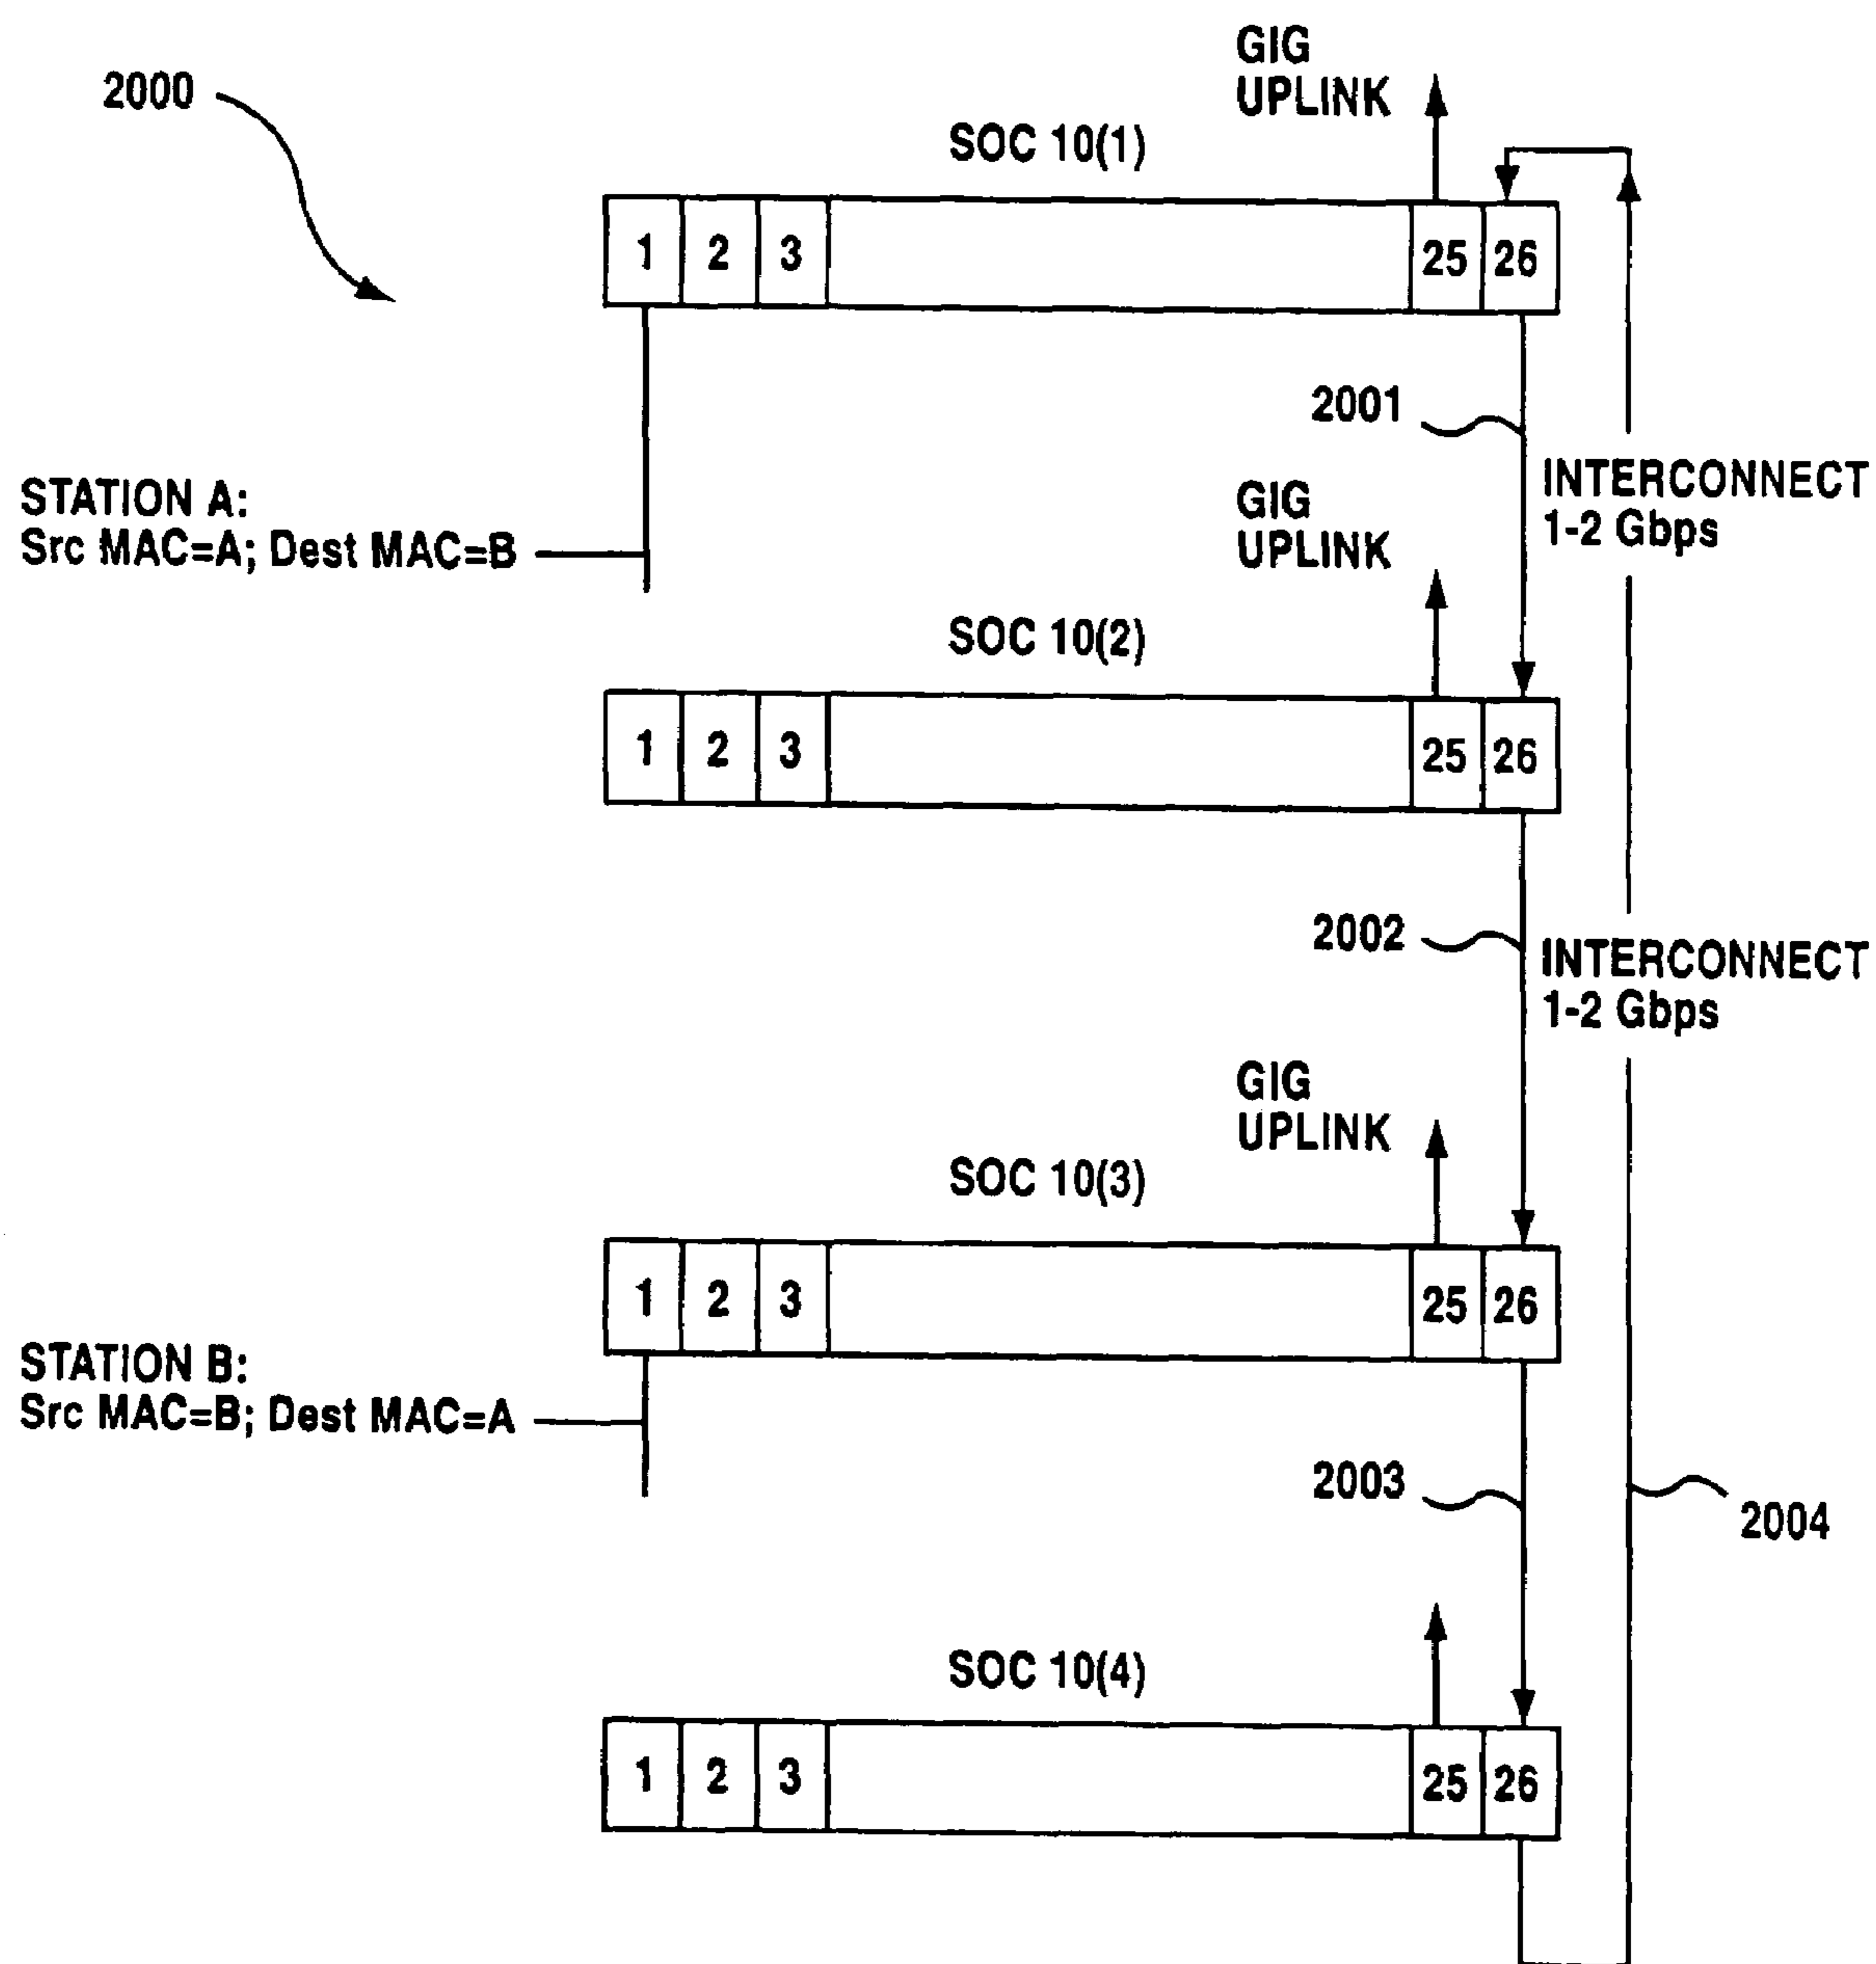 GIG
UPLINK
2000
SOC 10(1)
1 2 3 25 26
2001
INTERCONNECT
1-2 Gbps
STATION A:
Src MAC=A; Dest MAC=B
GIG
UPLINK
SOC 10(2)
1 2 3 25 26
2002
INTERCONNECT
1-2 Gbps
GIG
UPLINK
SOC 10(3)
1 2 3 25 26
STATION B:
Src MAC=B; Dest MAC=A
2003
2004
SOC 10(4)
1 2 3 25 26